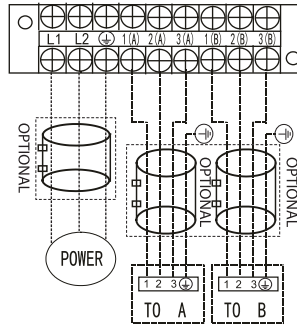 L1 L2 1(A) 2(A) 3(A) 1(B) 2(B) 3(B)
OPTIONAL
OPTIONAL
OPTIONAL
POWER
1 2 3
1 2 3
TO A
TO B